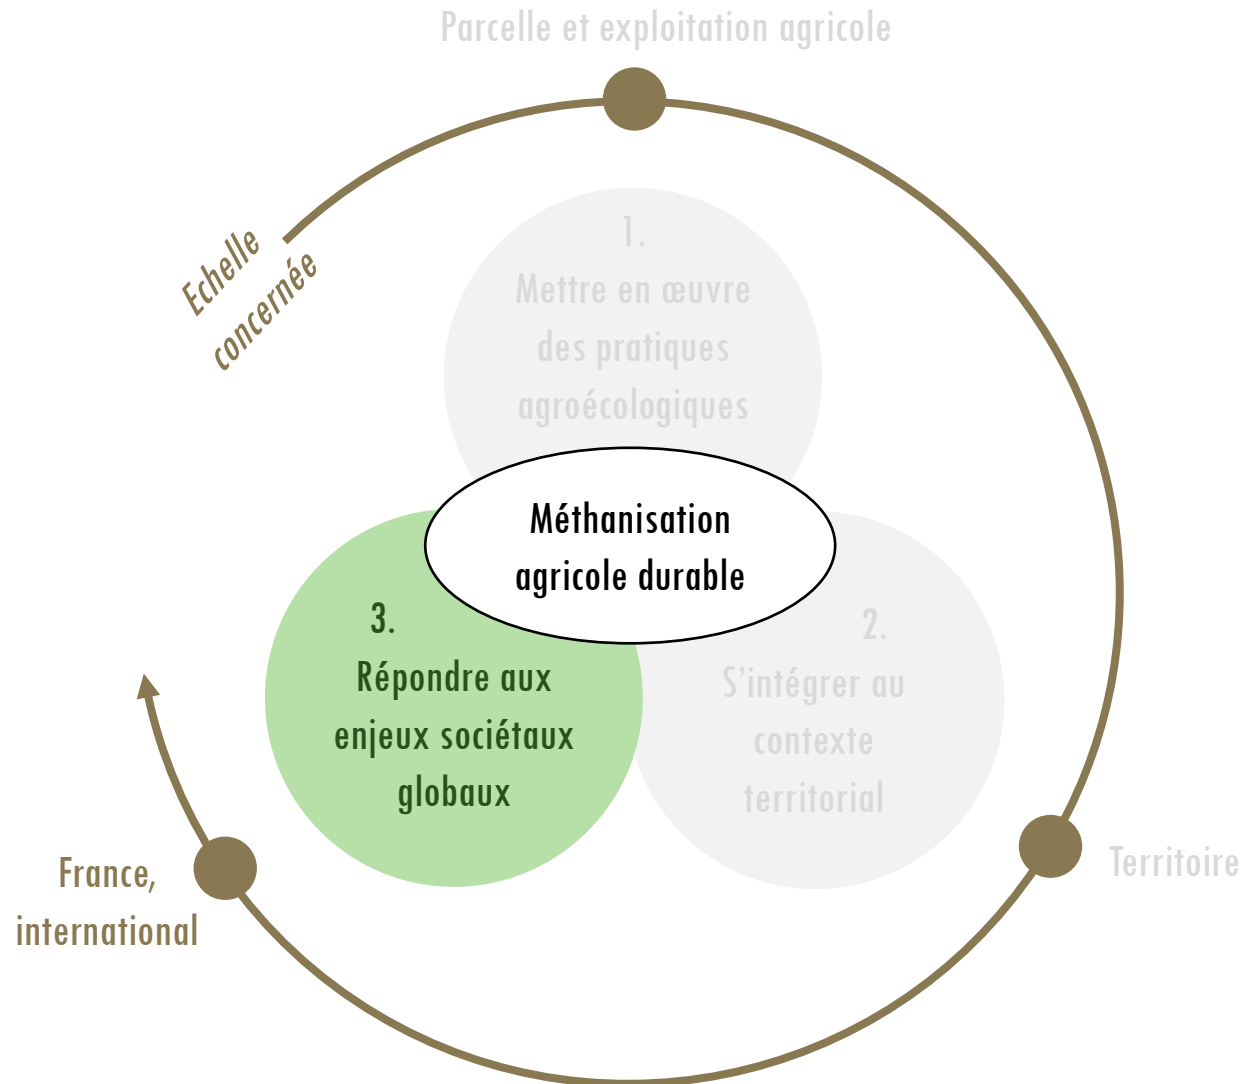 Parcelle et exploitation agricole
Echelle
concernée
1.
Mettre en œuvre
des pratiques
agroécologiques
Méthanisation
agricole durable
3.
Répondre aux
enjeux sociétaux
globaux
2.
S’intégrer au
contexte
territorial
France,
international
Territoire